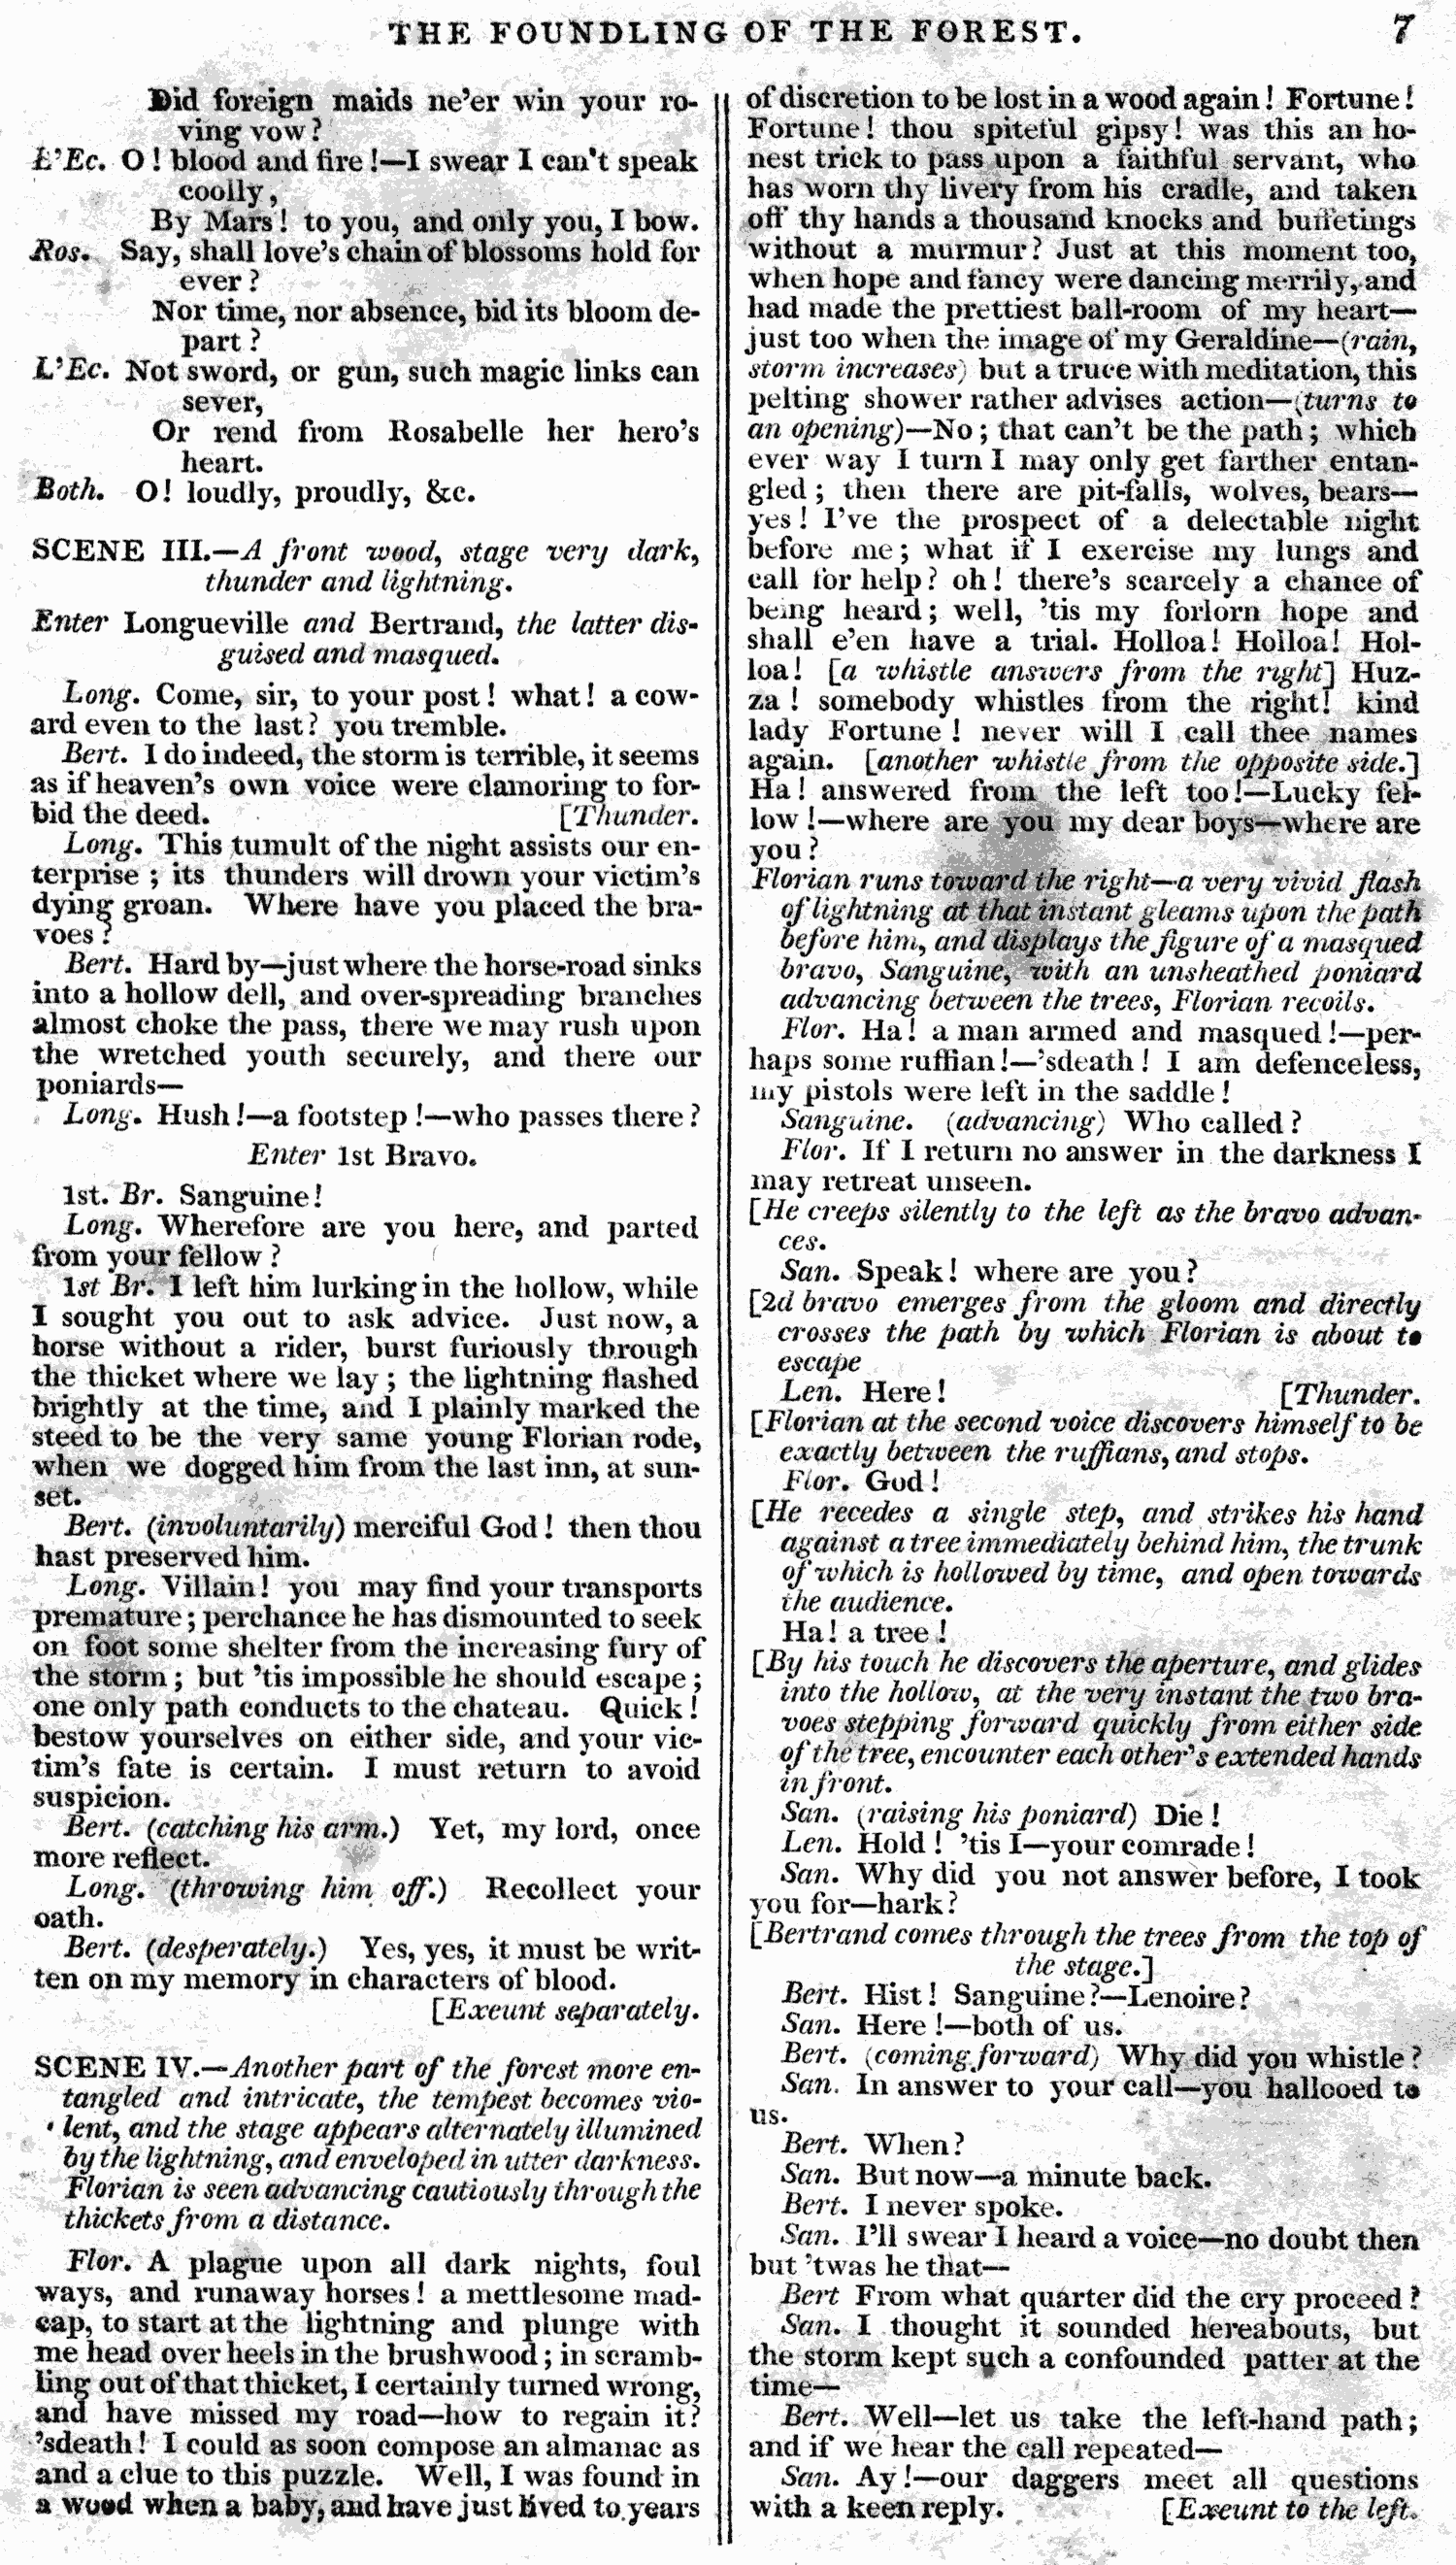 THE FOUNDLING OF THE FOREST. 7
Did foreign maids ne'er win your ro-
ving vow?
L'Ec. O! blood and fire!—I swear I can't speak
coolly,
By Mars! to you, and only you, I bow.
Ros. Say, shall love's chain of blossoms hold for
ever?
Nor time, nor absence, bid its bloom de-
part?
L'Ec. Not sword, or gun, such magic links can
sever,
Or rend from Rosabelle her hero's
heart.
Both. O! loudly, proudly, &c.
SCENE III.—A front wood, stage very dark,
thunder and lightning.
Enter Longueville and Bertrand, the latter dis-
guised and masqued.
Long. Come, sir, to your post! what! a cow-
ard even to the last? you tremble.
Bert. I do indeed, the storm is terrible, it seems
as if heaven's own voice were clamoring to for-
bid the deed. [Thunder.
Long. This tumult of the night assists our en-
terprise; its thunders will drown your victim's
dying groan. Where have you placed the bra-
voes?
Bert. Hard by—just where the horse-road sinks
into a hollow dell, and over-spreading branches
almost choke the pass, there we may rush upon
the wretched youth securely, and there our
poniards—
Long. Hush!—a footstep!—who passes there?
Enter 1st Bravo.
1st. Br. Sanguine!
Long. Wherefore are you here, and parted
from your fellow?
1st Br. I left him lurking in the hollow, while
I sought you out to ask advice. Just now, a
horse without a rider, burst furiously through
the thicket where we lay; the lightning flashed
brightly at the time, and I plainly marked the
steed to be the very same young Florian rode,
when we dogged him from the last inn, at sun-
set.
Bert. (involuntarily) merciful God! then thou
hast preserved him.
Long. Villain! you may find your transports
premature; perchance he has dismounted to seek
on foot some shelter from the increasing fury of
the storm; but 'tis impossible he should escape;
one only path conducts to the chateau. Quick!
bestow yourselves on either side, and your vic-
tim's fate is certain. I must return to avoid
suspicion.
Bert. (catching his arm.) Yet, my lord, once
more reflect.
Long. (throwing him off.) Recollect your
oath.
Bert. (desperately.) Yes, yes, it must be writ-
ten on my memory in characters of blood.
[Exeunt separately.
SCENE IV.—Another part of the forest more en-
tangled and intricate, the tempest becomes vio-
lent, and the stage appears alternately illumined
by the lightning, and enveloped in utter darkness.
Florian is seen advancing cautiously through the
thickets from a distance.
Flor. A plague upon all dark nights, foul
ways, and runaway horses! a mettlesome mad-
cap, to start at the lightning and plunge with
me head over heels in the brushwood; in scramb-
ling out of that thicket, I certainly turned wrong,
and have missed my road—how to regain it?
'sdeath! I could as soon compose an almanac as
and a clue to this puzzle. Well, I was found in
a wood when a baby, and have just lived to years
of discretion to be lost in a wood again! Fortune!
Fortune! thou spiteful gipsy! was this an ho-
nest trick to pass upon a faithful servant, who
has worn thy livery from his cradle, and taken
off thy hands a thousand knocks and buffetings
without a murmur? Just at this moment too,
when hope and fancy were dancing merrily, and
had made the prettiest ball-room of my heart—
just too when the image of my Geraldine—(rain,
storm increases) but a truce with meditation, this
pelting shower rather advises action—(turns to
an opening)—No; that can't be the path; which
ever way I turn I may only get farther entan-
gled; then there are pit-falls, wolves, bears—
yes! I've the prospect of a delectable night
before me; what if I exercise my lungs and
call for help? oh! there's scarcely a chance of
being heard; well, 'tis my forlorn hope and
shall e'en have a trial. Holloa! Holloa! Hol-
loa! [a whistle answers from the right] Huz-
za! somebody whistles from the right! kind
lady Fortune! never will I call thee names
again. [another whistle from the opposite side.]
Ha! answered from the left too!—Lucky fel-
low!—where are you my dear boys—where are
you?
Florian runs toward the right—a very vivid flash
of lightning at that instant gleams upon the path
before him, and displays the figure of a masqued
bravo, Sanguine, with an unsheathed poniard
advancing between the trees, Florian recoils.
Flor. Ha! a man armed and masqued!—per-
haps some ruffian!—'sdeath! I am defenceless,
my pistols were left in the saddle!
Sanguine. (advancing) Who called?
Flor. If I return no answer in the darkness I
may retreat unseen.
[He creeps silently to the left as the bravo advan-
ces.
San. Speak! where are you?
[2d bravo emerges from the gloom and directly
crosses the path by which Florian is about to
escape
Len. Here! [Thunder.
[Florian at the second voice discovers himself to be
exactly between the ruffians, and stops.
Flor. God!
[He recedes a single step, and strikes his hand
against a tree immediately behind him, the trunk
of which is hollowed by time, and open towards
the audience.
Ha! a tree!
[By his touch he discovers the aperture, and glides
into the hollow, at the very instant the two bra-
voes stepping forward quickly from either side
of the tree, encounter each other's extended hands
in front.
San. (raising his poniard) Die!
Len. Hold! 'tis I—your comrade!
San. Why did you not answer before, I took
you for—hark?
[Bertrand comes through the trees from the top of
the stage.]
Bert. Hist! Sanguine?—Lenoire?
San. Here!—both of us.
Bert. (coming forward) Why did you whistle?
San. In answer to your call—you hallooed to
us.
Bert. When?
San. But now—a minute back.
Bert. I never spoke.
San. I'll swear I heard a voice—no doubt then
but 'twas he that—
Bert From what quarter did the cry proceed?
San. I thought it sounded hereabouts, but
the storm kept such a confounded patter at the
time—
Bert. Well—let us take the left-hand path;
and if we hear the call repeated—
San. Ay!—our daggers meet all questions
with a keen reply. [Exeunt to the left.